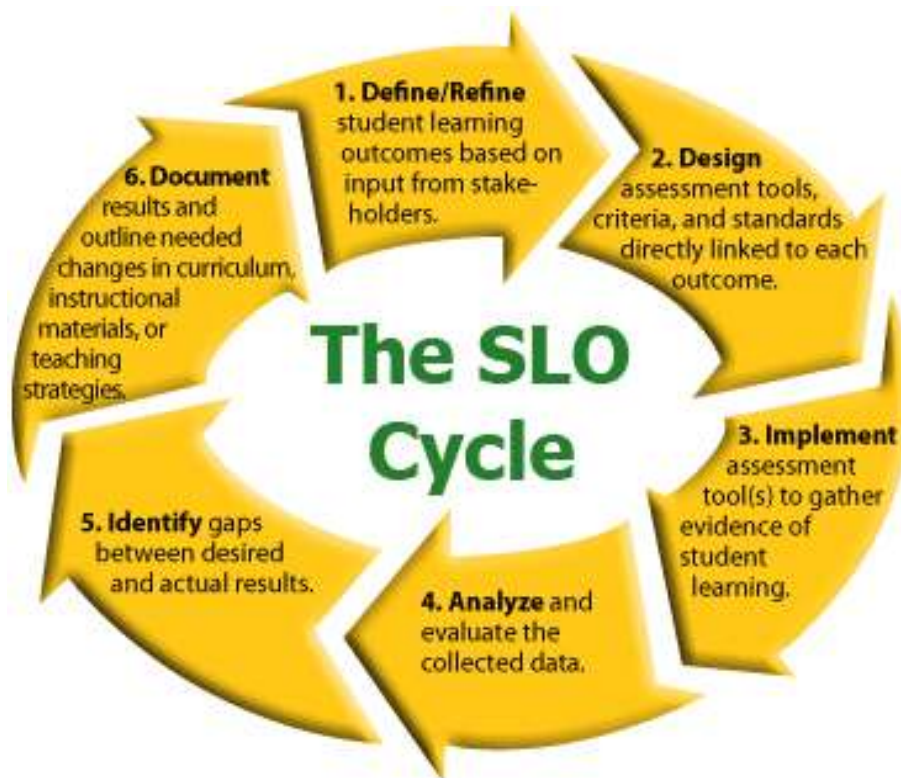 1. Define/Refine
student learning
outcomes based on
input from stake-
holders.
2. Design
assessment tools,
criteria, and standards
directly linked to each
outcome.
3. Implement
assessment
tool(s) to gather
evidence of
student
learning.
4. Analyze and
evaluate the
collected data.
5. Identify gaps
between desired
and actual results.
6. Document
results and
outline needed
changes in curriculum,
instructional
materials, or
teaching
strategies.
The SLO
Cycle